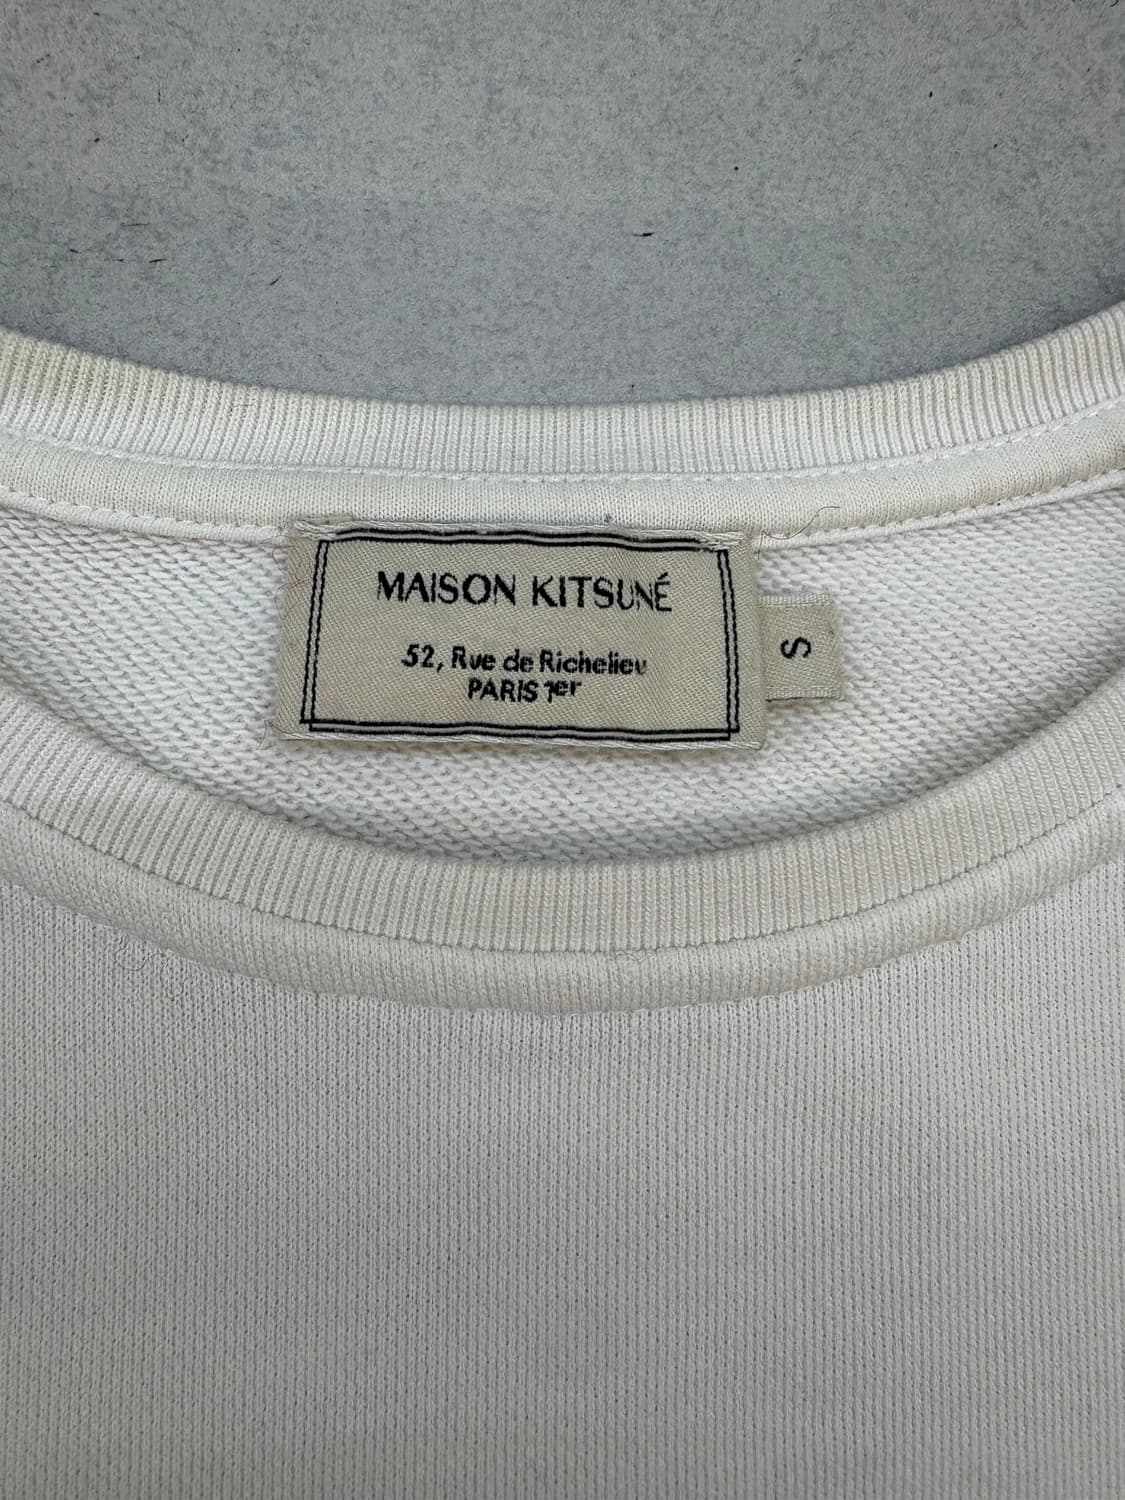 MAISON KITSUNÉ
52, Rue de Richelieu
PARIS 1er
S